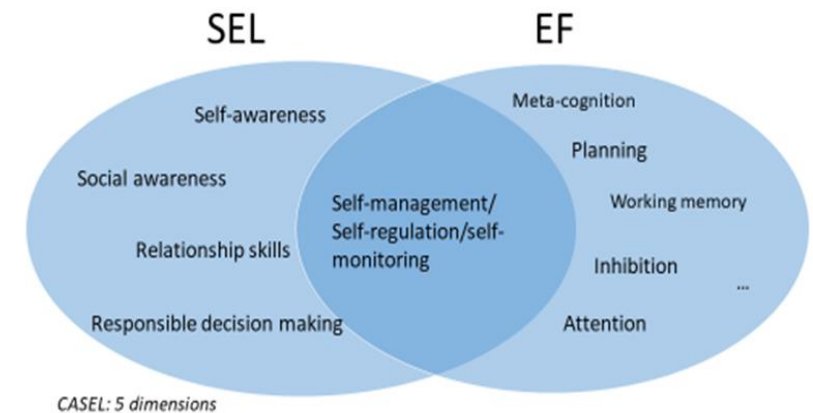 SEL
EF
Self-awareness
Meta-cognition
Planning
Social awareness
Working memory
Self-management/
Self-regulation/self-
monitoring
Relationship skills
Inhibition
...
Responsible decision making
Attention
CASEL: 5 dimensions